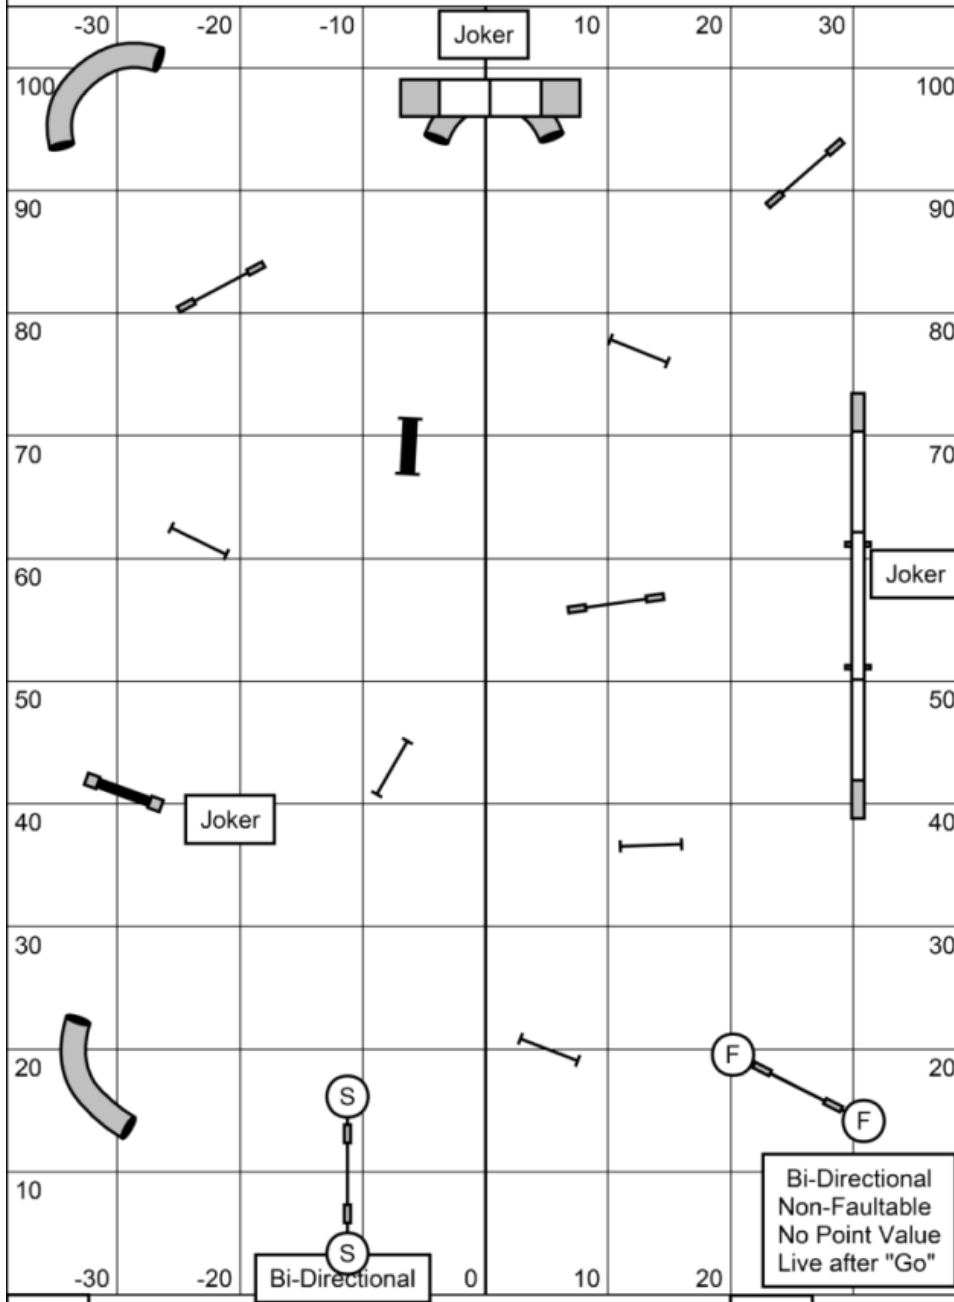 -30 -20 -10 10 20 30
Joker
100 100
90 90
80 80
70 70
60 60
Joker
50 50
40 40
Joker
30 30
20 20
F
F
S
10 10
Bi-Directional
Non-Faultable
No Point Value
Live after "Go"
S
Bi-Directional
-30 -20 0 10 20